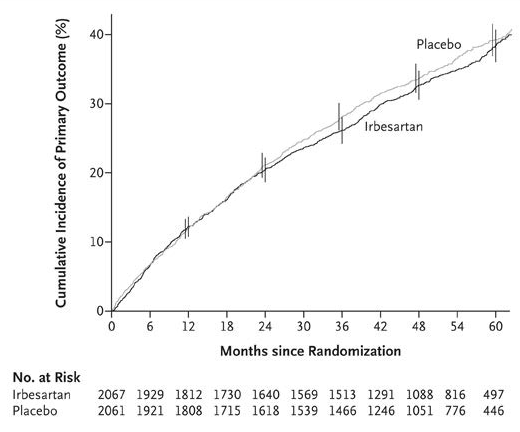 Cumulative Incidence of Primary Outcome (%)
40
30
20
10
0
Placebo
Irbesartan
0 6 12 18 24 30 36 42 48 54 60
Months since Randomization
No. at Risk
Irbesartan 2067 1929 1812 1730 1640 1569 1513 1291 1088 816 497
Placebo 2061 1921 1808 1715 1618 1539 1466 1246 1051 776 446